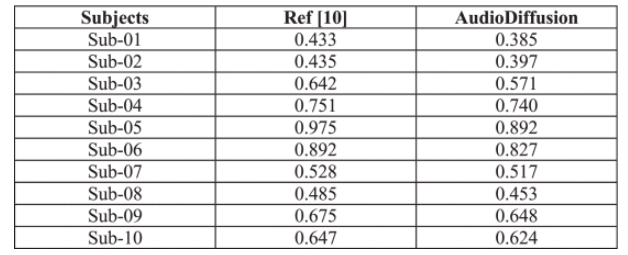 Subjects Ref [10] AudioDiffusion
Sub-01 0.433 0.385
Sub-02 0.435 0.397
Sub-03 0.642 0.571
Sub-04 0.751 0.740
Sub-05 0.975 0.892
Sub-06 0.892 0.827
Sub-07 0.528 0.517
Sub-08 0.485 0.453
Sub-09 0.675 0.648
Sub-10 0.647 0.624